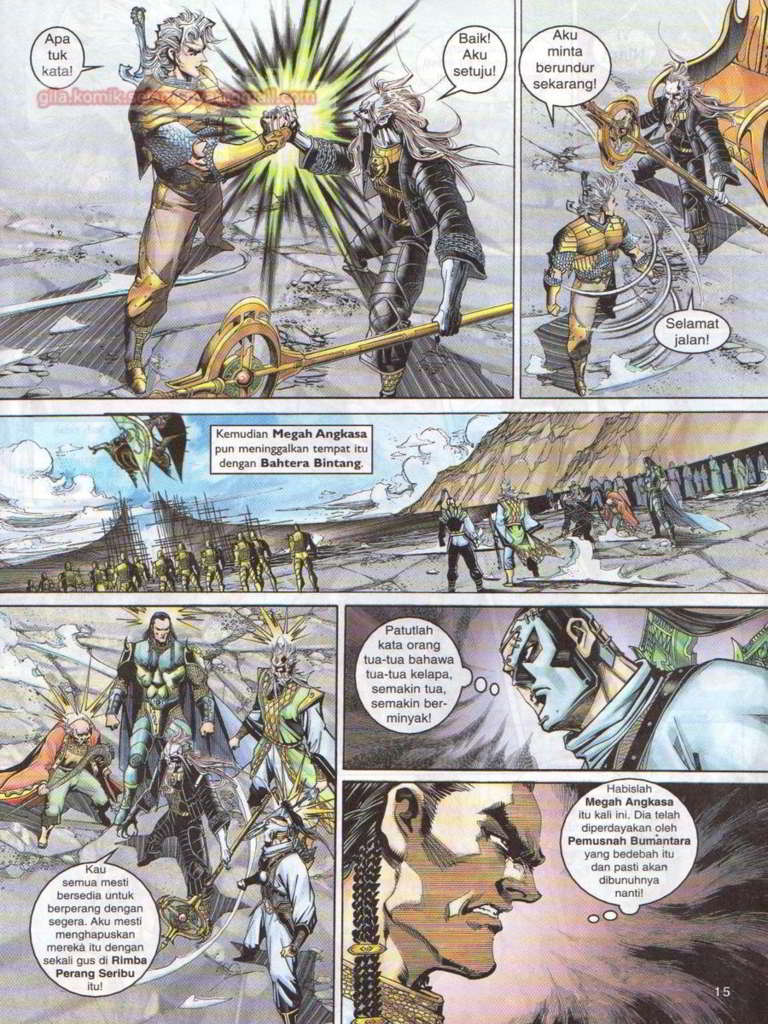 Apa
tuk
kata!
Baik!
Aku
setuju!
Aku
minta
berundur
sekarang!
Selamat
jalan!
Kemudian Megah Angkasa
pun meninggalkan tempat itu
dengan Bahtera Bintang.
Kau
semua mesti
bersedia untuk
berperang dengan
segera. Aku mesti
menghapuskan
mereka itu dengan
sekali gus di Rimba
Perang Seribu
itu!
Patutlah
kata orang
tua-tua bahawa
tua-tua kelapa,
semakin tua,
semakin ber-
minyak!
Habislah
Megah Angkasa
itu kali ini. Dia telah
diperdayakan oleh
Pemusnah Bumantara
yang bedebah itu
dan pasti akan
dibunuhnya
nanti!
15